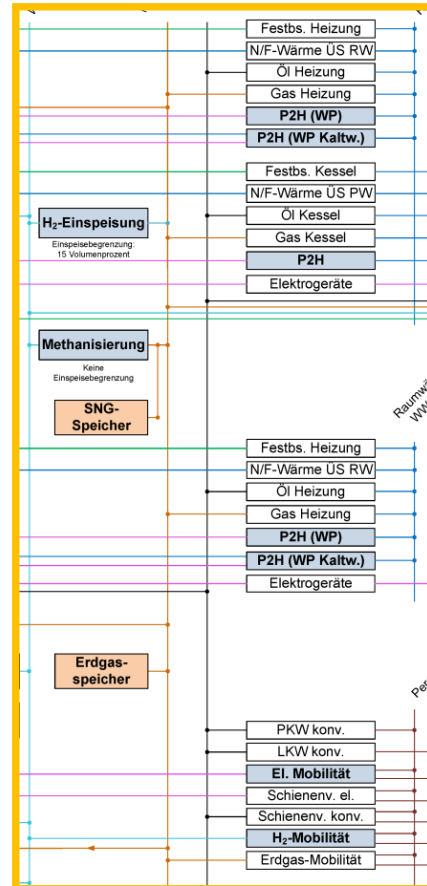 Festbs. Heizung
N/F-Wärme ÜS RW
Öl Heizung
Gas Heizung
P2H (WP)
P2H (WP Kaltw.)
Festbs. Kessel
N/F-Wärme ÜS PW
H₂-Einspeisung
Öl Kessel
Einspeisebegrenzung:
15 Volumenprozent
Gas Kessel
P2H
Elektrogeräte
Methanisierung
Keine
Einspeisebegrenzung
SNG-
Speicher
Raumwä
WW
Festbs. Heizung
N/F-Wärme ÜS RW
Öl Heizung
Gas Heizung
P2H (WP)
P2H (WP Kaltw.)
Elektrogeräte
Erdgas-
speicher
Per
PKW konv.
LKW konv.
El. Mobilität
Schienenv. el.
Schienenv. konv.
H₂-Mobilität
Erdgas-Mobilität